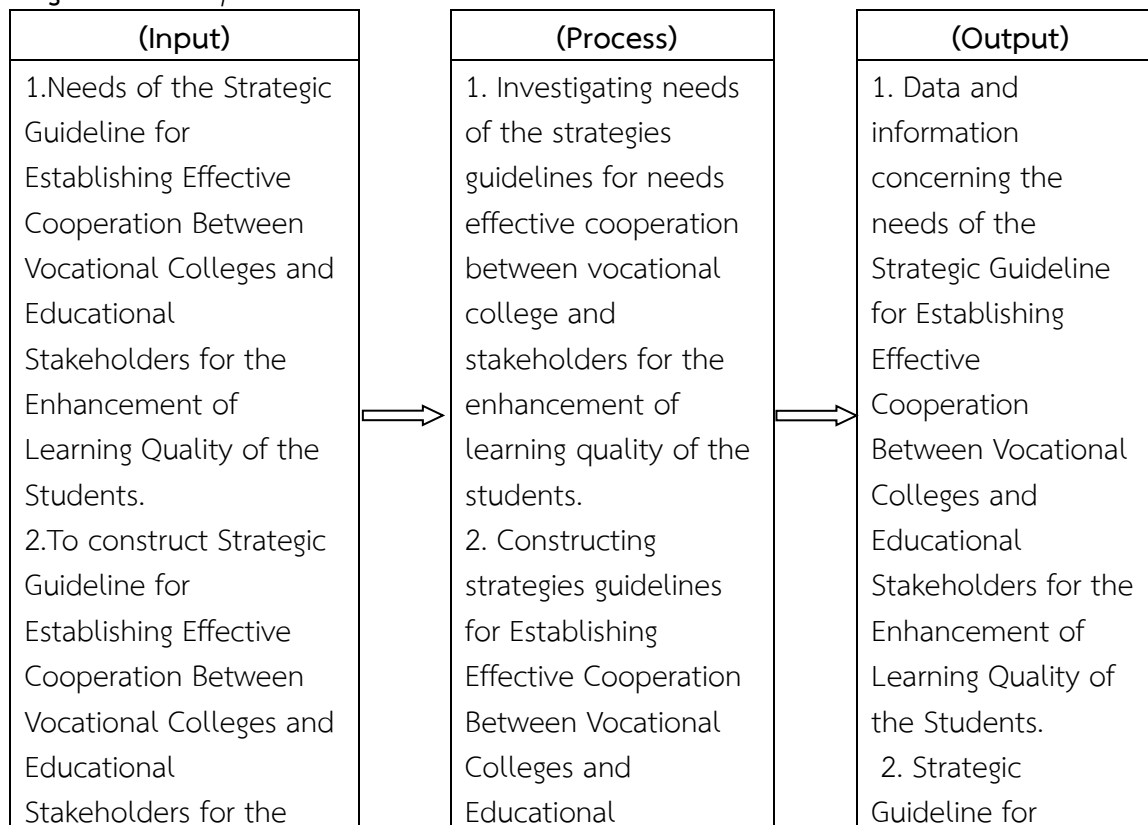 (Input)
1.Needs of the Strategic
Guideline for
Establishing Effective
Cooperation Between
Vocational Colleges and
Educational
Stakeholders for the
Enhancement of
Learning Quality of the
Students.
2.To construct Strategic
Guideline for
Establishing Effective
Cooperation Between
Vocational Colleges and
Educational
Stakeholders for the
(Process)
1. Investigating needs
of the strategies
guidelines for needs
effective cooperation
between vocational
college and
stakeholders for the
enhancement of
learning quality of the
students.
2. Constructing
strategies guidelines
for Establishing
Effective Cooperation
Between Vocational
Colleges and
Educational
(Output)
1. Data and
information
concerning the
needs of the
Strategic Guideline
for Establishing
Effective
Cooperation
Between Vocational
Colleges and
Educational
Stakeholders for the
Enhancement of
Learning Quality of
the Students.
2. Strategic
Guideline for